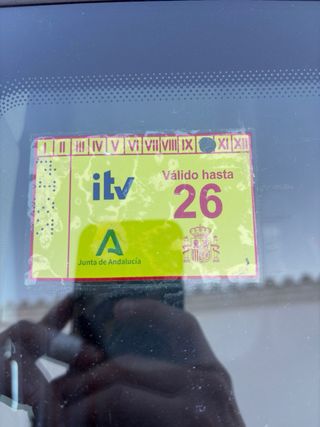 I II III IV V VI VII VIII IX XI XII
itv
Válido hasta
26
Junta de Andalucía